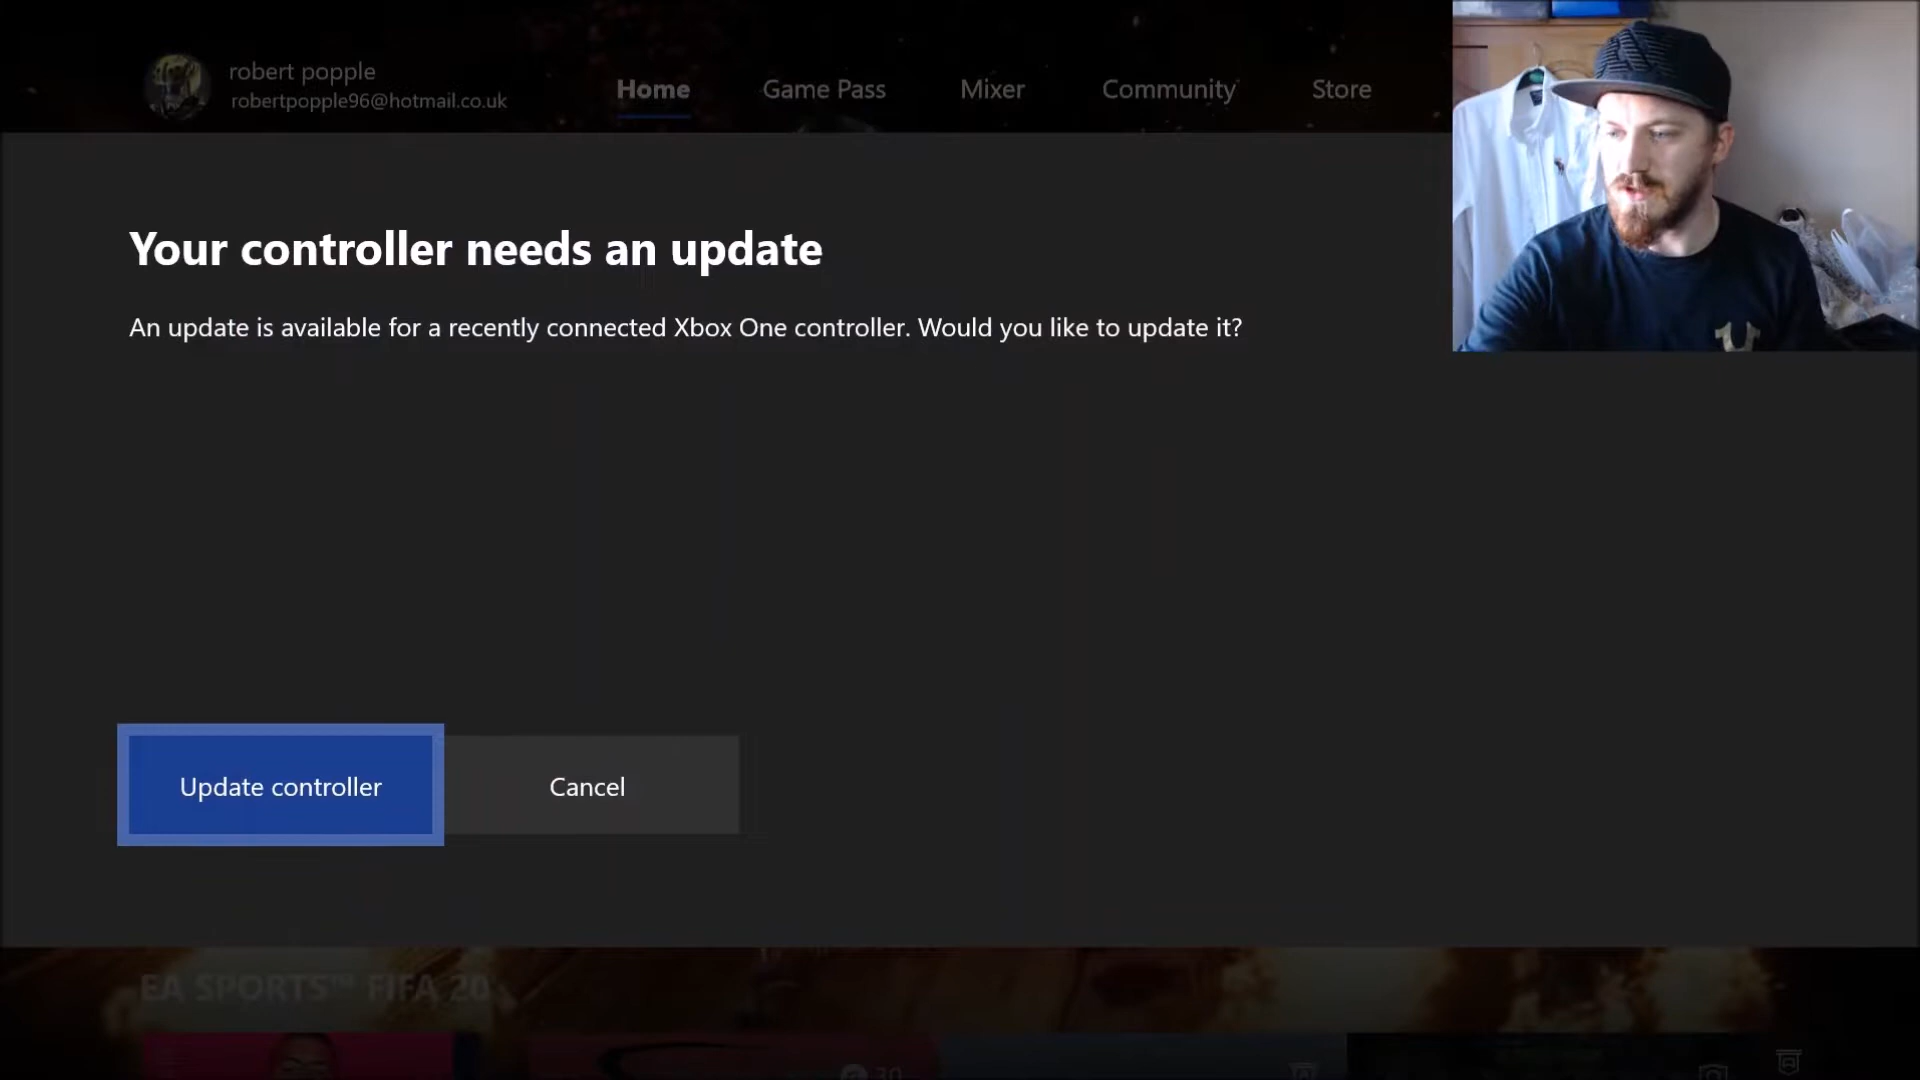 robert popple
robertpopple96@hotmail.co.uk
Home
Game Pass
Mixer
Community
Store
Your controller needs an update
An update is available for a recently connected Xbox One controller. Would you like to update it?
Update controller
Cancel
EA SPORTS™ FIFA 20
30